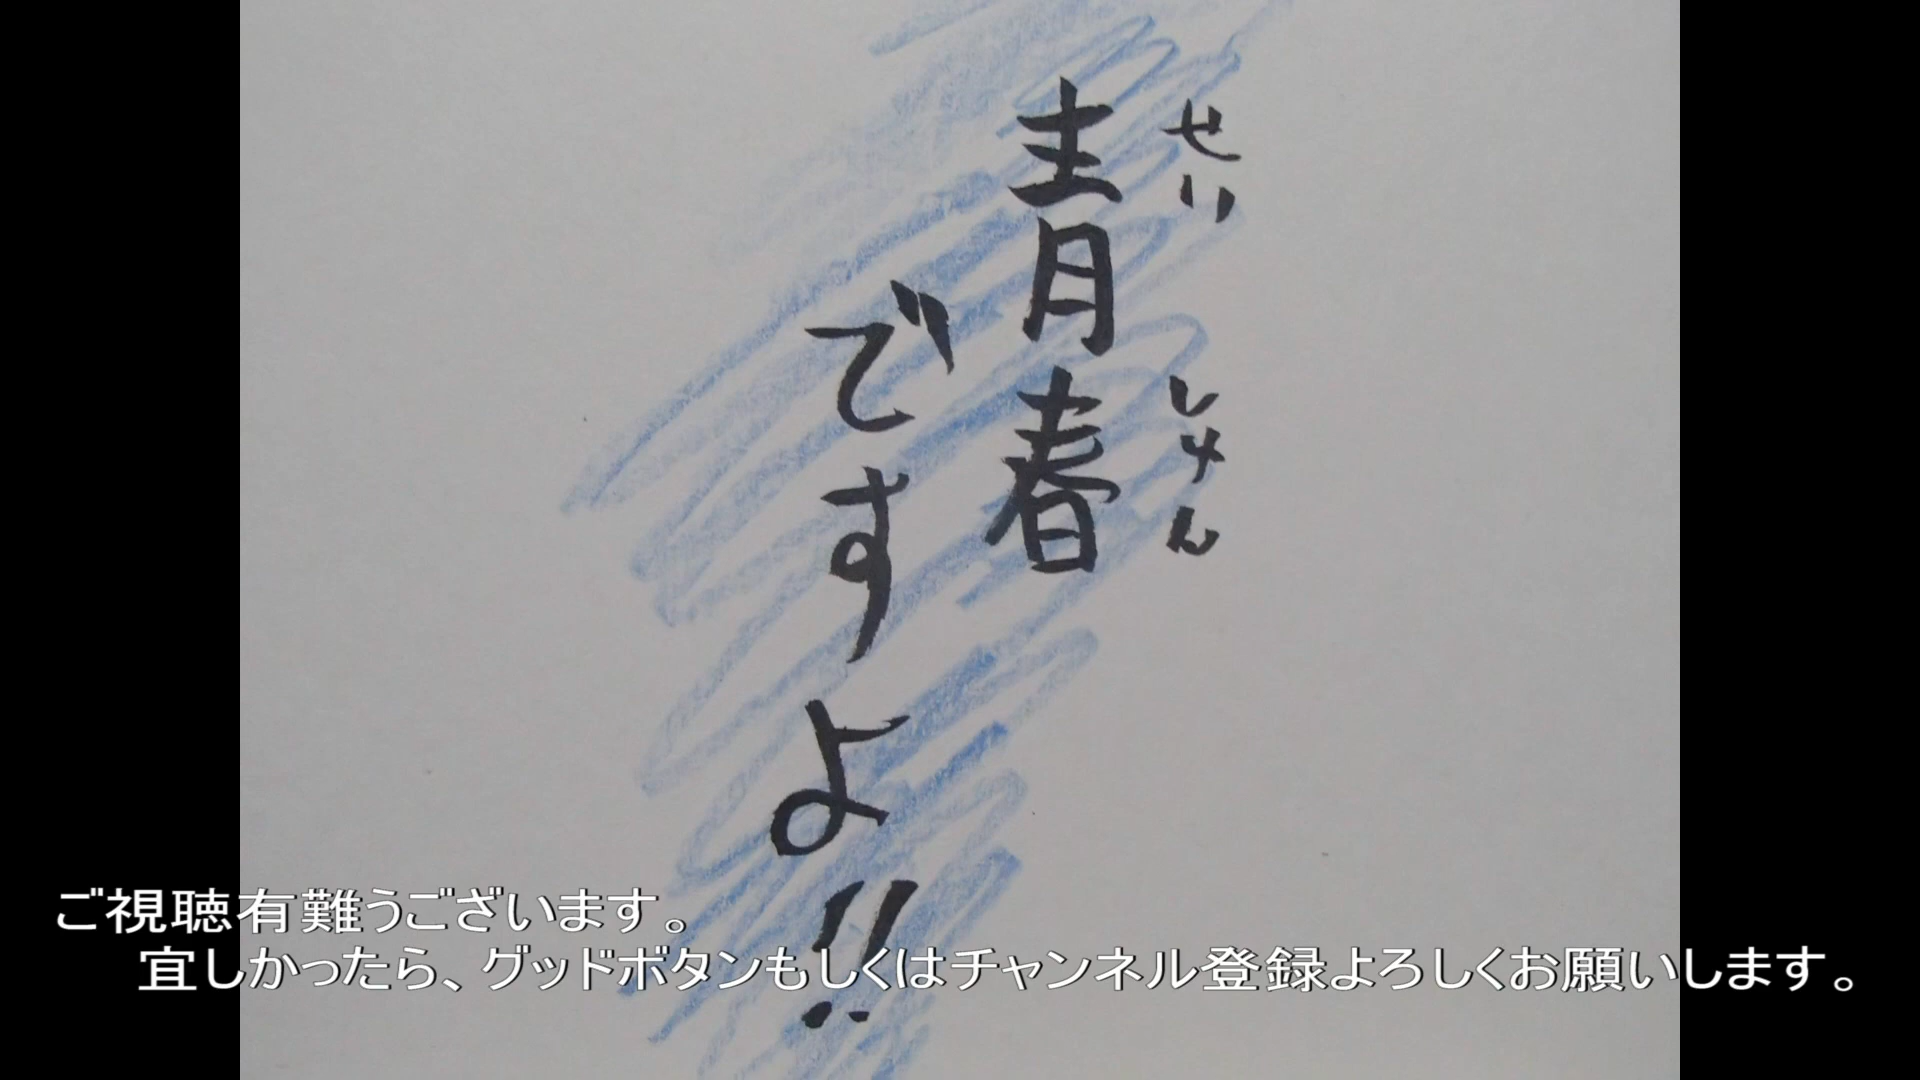 せいしゅん
青春
ですよ!!
ご視聴有難うございます。
宜しかったら、グッドボタンもしくはチャンネル登録よろしくお願いします。